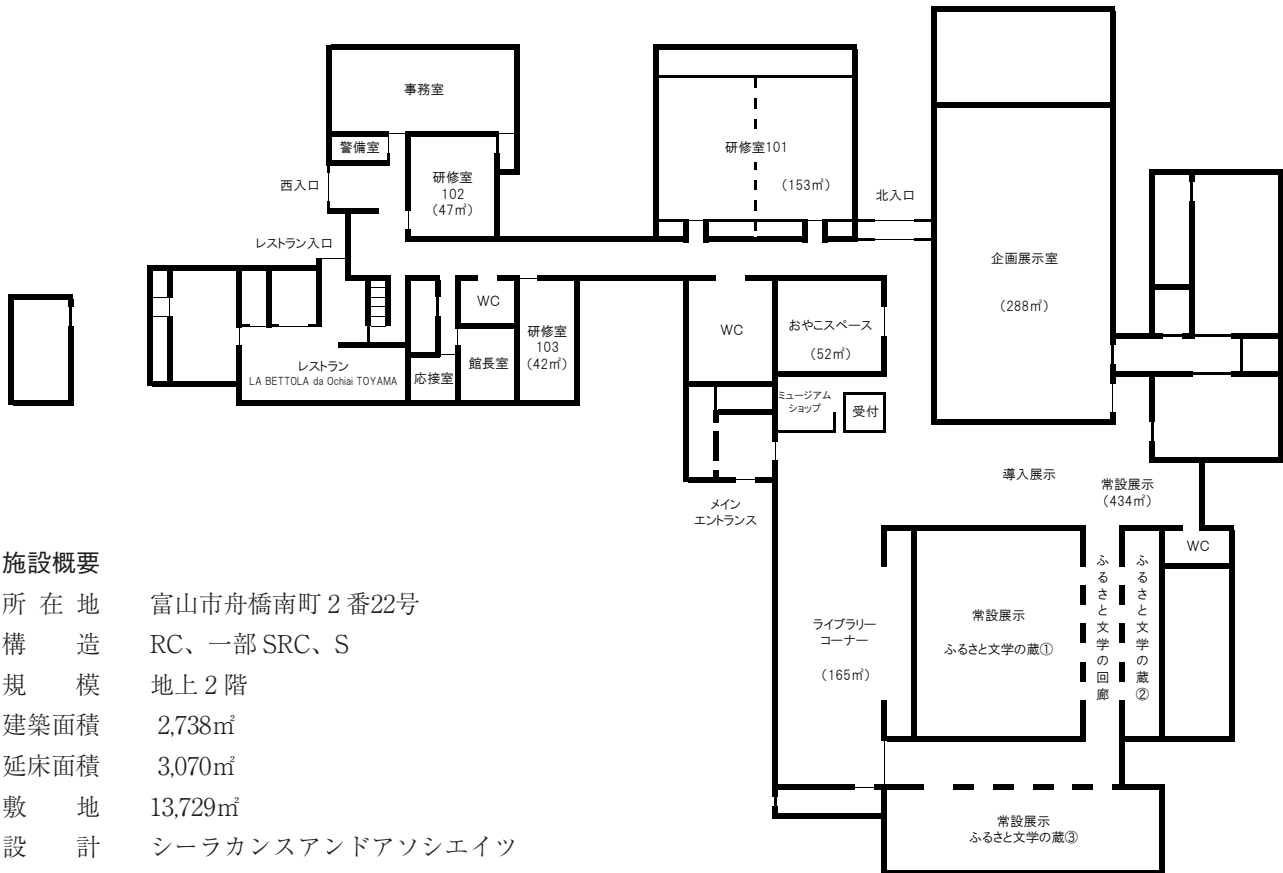 事務室
警備室
西入口
研修室
102
(47㎡)
研修室101
(153㎡)
北入口
レストラン入口
企画展示室
(288㎡)
WC
研修室
103
(42㎡)
WC
おやこスペース
(52㎡)
レストラン
LA BETTOLA da Ochiai TOYAMA
応接室
館長室
ミュージアム
ショップ
受付
メイン
エントランス
導入展示
常設展示
(434㎡)
WC
ライブラリー
コーナー
(165㎡)
常設展示
ふるさと文学の蔵①
ふるさと文学の回廊
ふるさと文学の蔵②
常設展示
ふるさと文学の蔵③
施設概要
所在地 富山市舟橋南町2番22号
構造 RC、一部SRC、S
規模 地上2階
建築面積 2,738㎡
延床面積 3,070㎡
敷地 13,729㎡
設計 シーラカンスアンドアソシエイツ